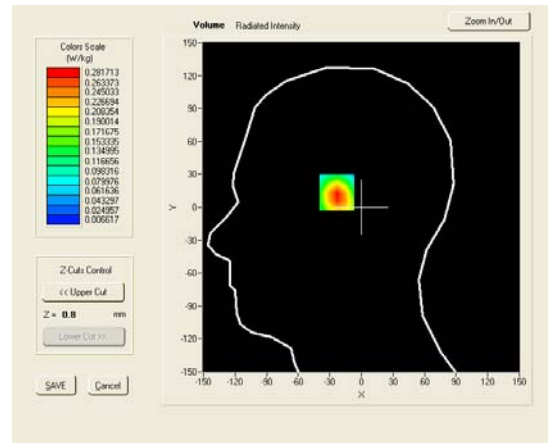 Volume Radiated Intensity
Zoom In/Out
Colors Scale
(W/kg)
0.281713
0.263373
0.245033
0.226694
0.208354
0.190014
0.171675
0.153335
0.134995
0.116656
0.098316
0.079976
0.061636
0.043297
0.024957
0.006617
Z-Cuts Control
<< Upper Cut
Z = 0.8 mm
Lower Cut >>
SAVE Cancel
150-
120-
90-
60-
30-
Y 0-
-30-
-60-
-90-
-120-
-150-
-150 -120 -90 -60 -30 0 30 60 90 120 150
X